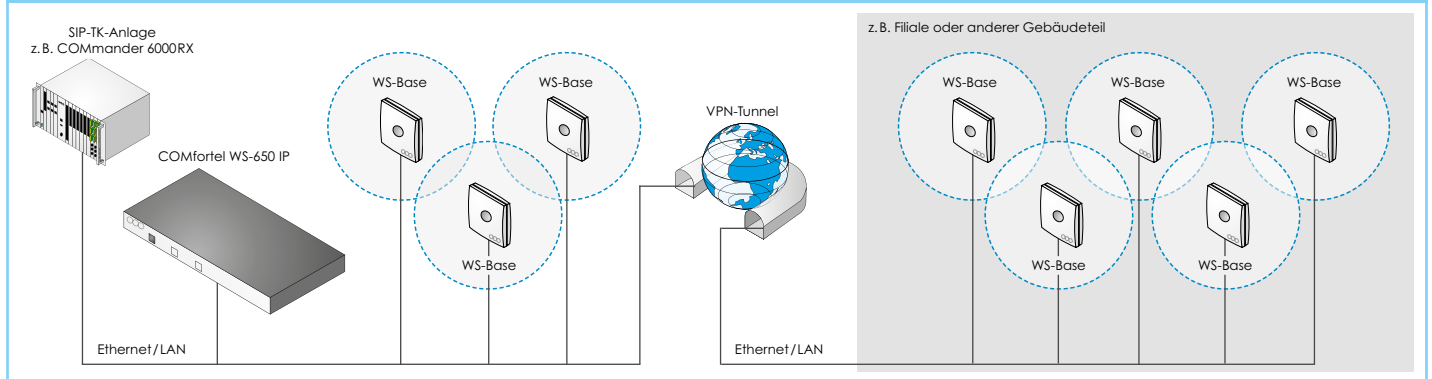 SIP-TK-Anlage
z. B. COMmander 6000RX
COMfortel WS-650 IP
Ethernet/LAN
WS-Base
WS-Base
WS-Base
VPN-Tunnel
Ethernet/LAN
z. B. Filiale oder anderer Gebäudeteil
WS-Base
WS-Base
WS-Base
WS-Base
WS-Base